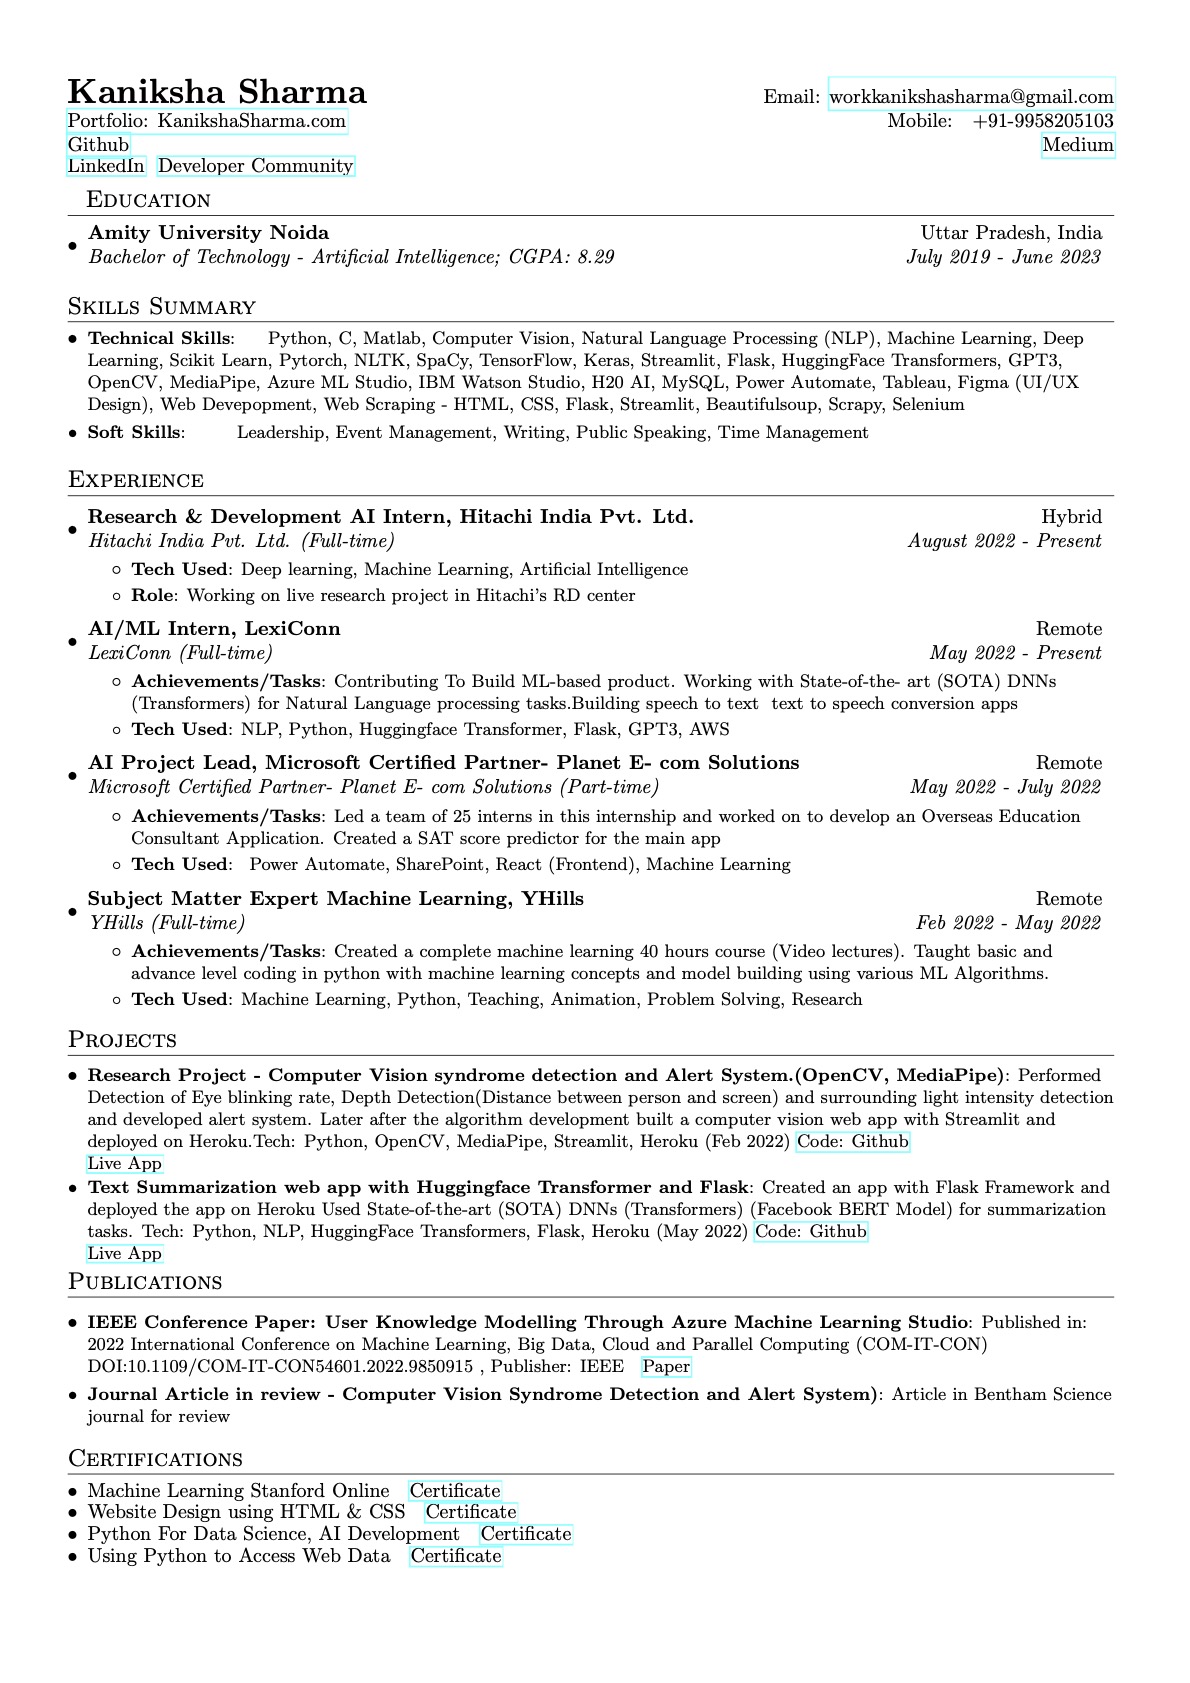 Kaniksha Sharma
Email: workkanikshasharma@gmail.com
Portfolio: KanikshaSharma.com
Mobile: +91-9958205103
Github
Medium
LinkedIn Developer Community
Education
• Amity University Noida
Uttar Pradesh, India
Bachelor of Technology - Artificial Intelligence; CGPA: 8.29
July 2019 - June 2023
Skills Summary
• Technical Skills: Python, C, Matlab, Computer Vision, Natural Language Processing (NLP), Machine Learning, Deep
Learning, Scikit Learn, Pytorch, NLTK, SpaCy, TensorFlow, Keras, Streamlit, Flask, HuggingFace Transformers, GPT3,
OpenCV, MediaPipe, Azure ML Studio, IBM Watson Studio, H20 AI, MySQL, Power Automate, Tableau, Figma (UI/UX
Design), Web Devepopment, Web Scraping - HTML, CSS, Flask, Streamlit, Beautifulsoup, Scrapy, Selenium
• Soft Skills: Leadership, Event Management, Writing, Public Speaking, Time Management
Experience
• Research & Development AI Intern, Hitachi India Pvt. Ltd.
Hybrid
Hitachi India Pvt. Ltd. (Full-time)
August 2022 - Present
◦ Tech Used: Deep learning, Machine Learning, Artificial Intelligence
◦ Role: Working on live research project in Hitachi's RD center
• AI/ML Intern, LexiConn
Remote
LexiConn (Full-time)
May 2022 - Present
◦ Achievements/Tasks: Contributing To Build ML-based product. Working with State-of-the- art (SOTA) DNNs
(Transformers) for Natural Language processing tasks.Building speech to text text to speech conversion apps
◦ Tech Used: NLP, Python, Huggingface Transformer, Flask, GPT3, AWS
• AI Project Lead, Microsoft Certified Partner- Planet E- com Solutions
Remote
Microsoft Certified Partner- Planet E- com Solutions (Part-time)
May 2022 - July 2022
◦ Achievements/Tasks: Led a team of 25 interns in this internship and worked on to develop an Overseas Education
Consultant Application. Created a SAT score predictor for the main app
◦ Tech Used: Power Automate, SharePoint, React (Frontend), Machine Learning
• Subject Matter Expert Machine Learning, YHills
Remote
YHills (Full-time)
Feb 2022 - May 2022
◦ Achievements/Tasks: Created a complete machine learning 40 hours course (Video lectures). Taught basic and
advance level coding in python with machine learning concepts and model building using various ML Algorithms.
◦ Tech Used: Machine Learning, Python, Teaching, Animation, Problem Solving, Research
Projects
• Research Project - Computer Vision syndrome detection and Alert System.(OpenCV, MediaPipe): Performed
Detection of Eye blinking rate, Depth Detection(Distance between person and screen) and surrounding light intensity detection
and developed alert system. Later after the algorithm development built a computer vision web app with Streamlit and
deployed on Heroku.Tech: Python, OpenCV, MediaPipe, Streamlit, Heroku (Feb 2022) Code: Github
Live App
• Text Summarization web app with Huggingface Transformer and Flask: Created an app with Flask Framework and
deployed the app on Heroku Used State-of-the-art (SOTA) DNNs (Transformers) (Facebook BERT Model) for summarization
tasks. Tech: Python, NLP, HuggingFace Transformers, Flask, Heroku (May 2022) Code: Github
Live App
Publications
• IEEE Conference Paper: User Knowledge Modelling Through Azure Machine Learning Studio: Published in:
2022 International Conference on Machine Learning, Big Data, Cloud and Parallel Computing (COM-IT-CON)
DOI:10.1109/COM-IT-CON54601.2022.9850915 , Publisher: IEEE Paper
• Journal Article in review - Computer Vision Syndrome Detection and Alert System): Article in Bentham Science
journal for review
Certifications
• Machine Learning Stanford Online Certificate
• Website Design using HTML & CSS Certificate
• Python For Data Science, AI Development Certificate
• Using Python to Access Web Data Certificate